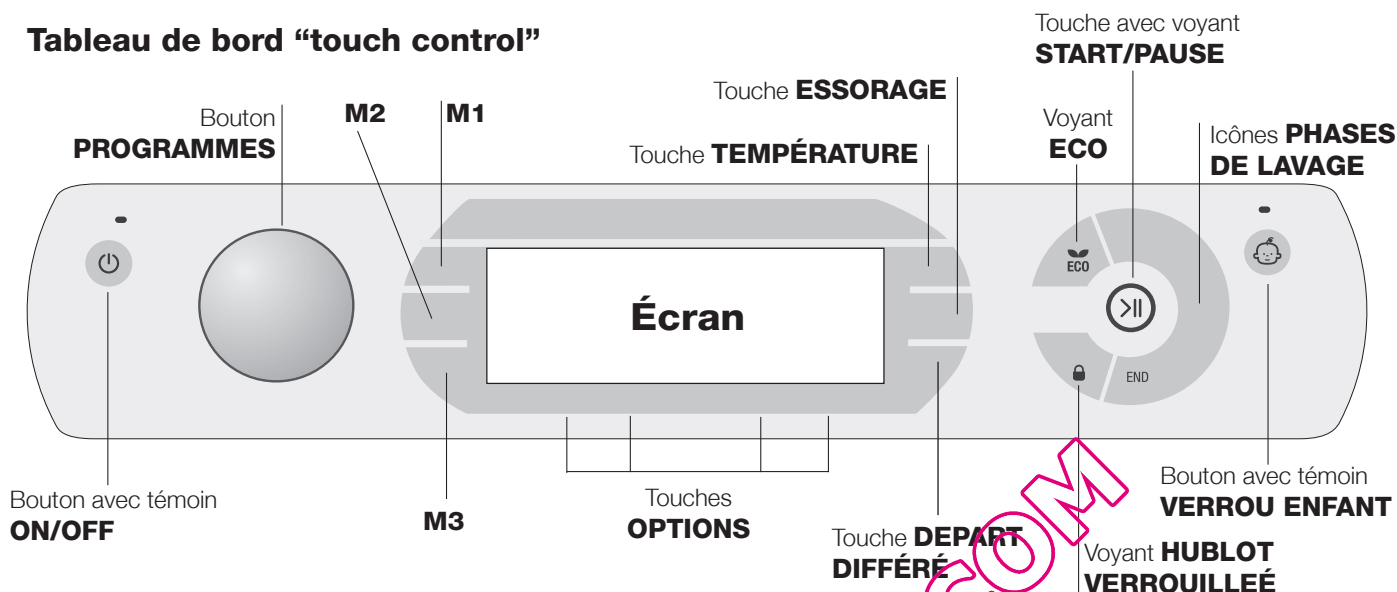 Tableau de bord “touch control”
Touche avec voyant
START/PAUSE
Touche ESSORAGE
Bouton
PROGRAMMES
M2
M1
Touche TEMPÉRATURE
Voyant
ECO
Icônes PHASES
DE LAVAGE
ECO
Écran
END
Bouton avec témoin
ON/OFF
M3
Touches
OPTIONS
Touche DEPART
DIFFÉRÉ
Bouton avec témoin
VERROU ENFANT
Voyant HUBLOT
VERROUILLEÉ
COM